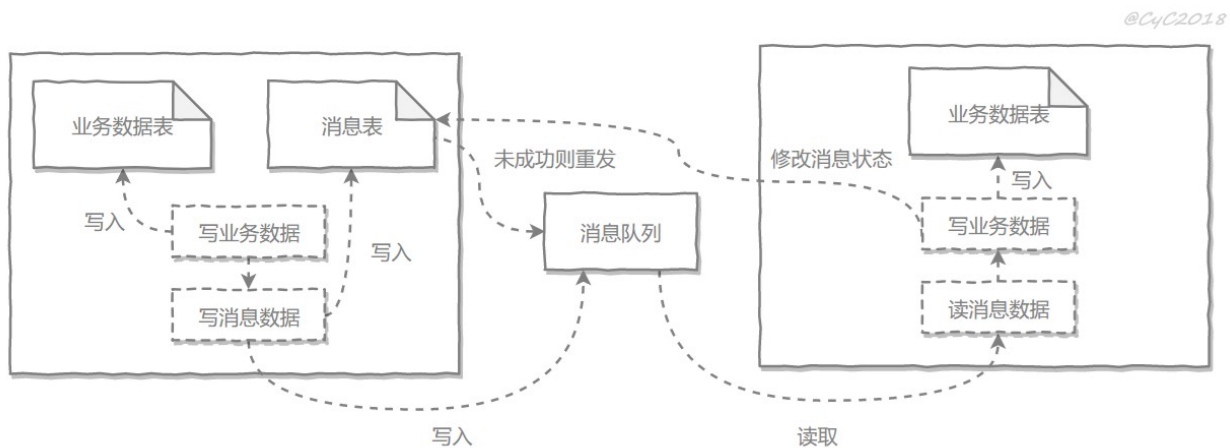 @CyC2018
业务数据表
消息表
业务数据表
未成功则重发
修改消息状态
写入
写入
写业务数据
写入
消息队列
写业务数据
写消息数据
读消息数据
写入
读取